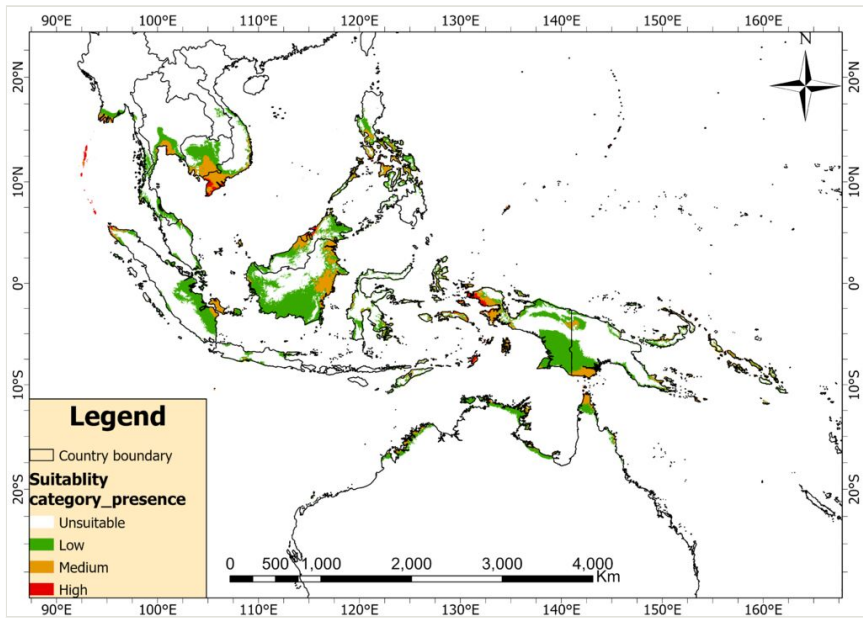 90°E 100°E 110°E 120°E 130°E 140°E 150°E 160°E
N
20°N 20°N
10°N 10°N
0° 0°
10°S 10°S
20°S 20°S
Legend
Country boundary
Suitablity
category_presence
Unsuitable
Low
Medium
High
0 500 1,000 2,000 3,000 4,000
Km
90°E 100°E 110°E 120°E 130°E 140°E 150°E 160°E